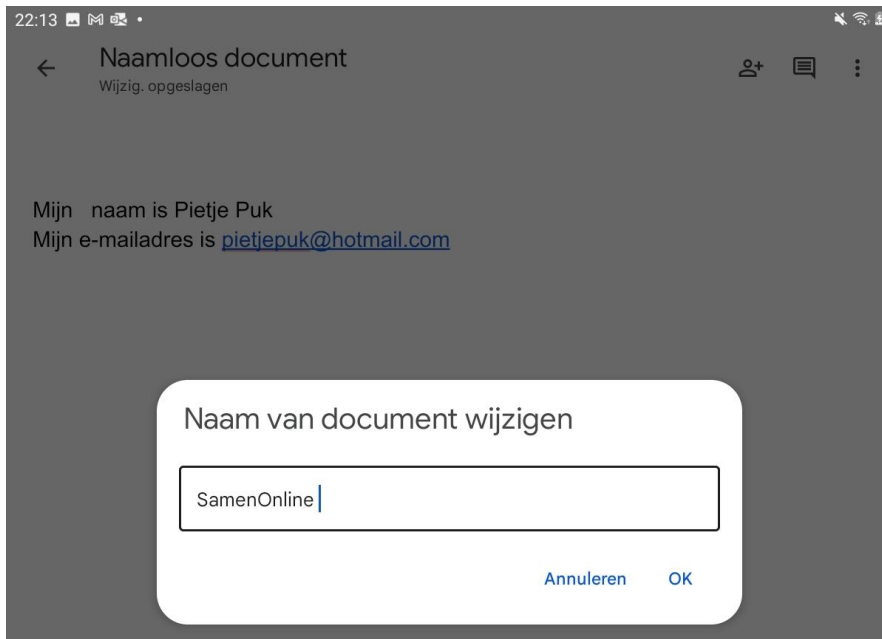 22:13
Naamloos document
Wijzig. opgeslagen
Mijn   naam is Pietje Puk
Mijn e-mailadres is pietjepuk@hotmail.com
Naam van document wijzigen
SamenOnline
Annuleren OK